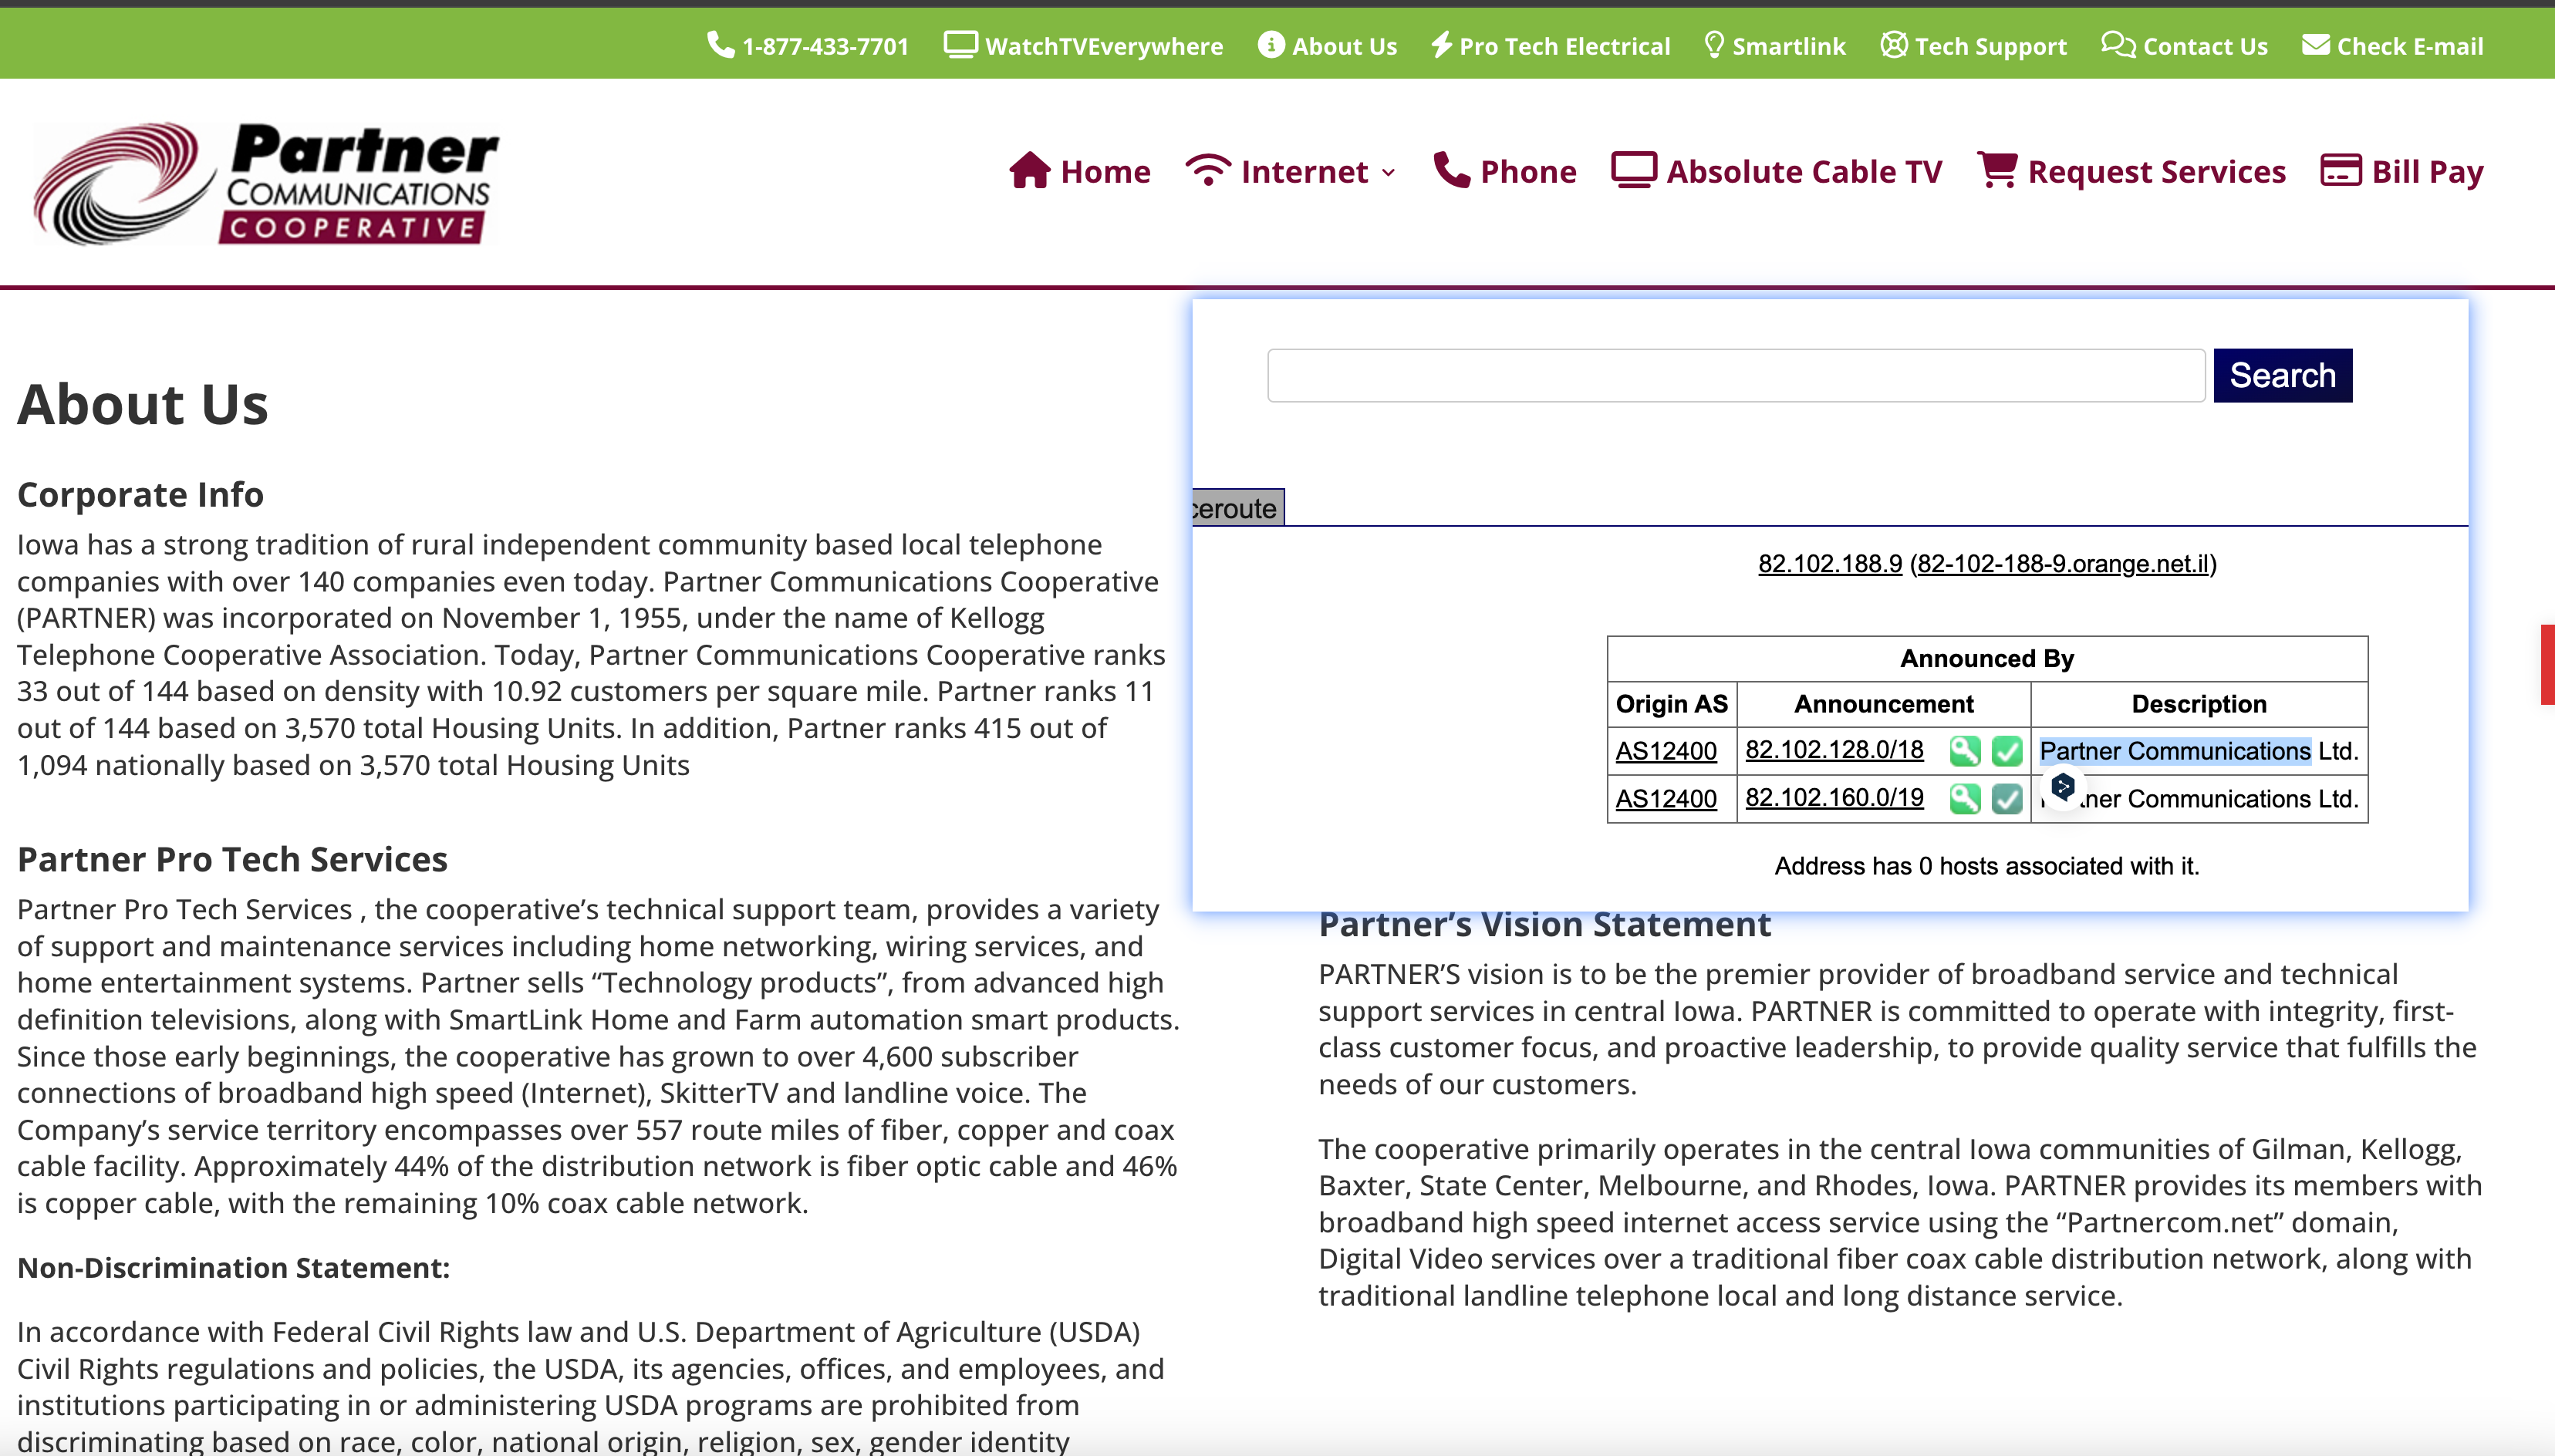 1-877-433-7701 WatchTVEverywhere About Us Pro Tech Electrical Smartlink Tech Support Contact Us Check E-mail
Partner
COMMUNICATIONS
COOPERATIVE
Home Internet Phone Absolute Cable TV Request Services Bill Pay
About Us
Corporate Info
Iowa has a strong tradition of rural independent community based local telephone
companies with over 140 companies even today. Partner Communications Cooperative
(PARTNER) was incorporated on November 1, 1955, under the name of Kellogg
Telephone Cooperative Association. Today, Partner Communications Cooperative ranks
33 out of 144 based on density with 10.92 customers per square mile. Partner ranks 11
out of 144 based on 3,570 total Housing Units. In addition, Partner ranks 415 out of
1,094 nationally based on 3,570 total Housing Units
Partner Pro Tech Services
Partner Pro Tech Services , the cooperative’s technical support team, provides a variety
of support and maintenance services including home networking, wiring services, and
home entertainment systems. Partner sells “Technology products”, from advanced high
definition televisions, along with SmartLink Home and Farm automation smart products.
Since those early beginnings, the cooperative has grown to over 4,600 subscriber
connections of broadband high speed (Internet), SkitterTV and landline voice. The
Company’s service territory encompasses over 557 route miles of fiber, copper and coax
cable facility. Approximately 44% of the distribution network is fiber optic cable and 46%
is copper cable, with the remaining 10% coax cable network.
Non-Discrimination Statement:
In accordance with Federal Civil Rights law and U.S. Department of Agriculture (USDA)
Civil Rights regulations and policies, the USDA, its agencies, offices, and employees, and
institutions participating in or administering USDA programs are prohibited from
discriminating based on race, color, national origin, religion, sex, gender identity
Search
ceroute
82.102.188.9 (82-102-188-9.orange.net.il)
Announced By
Origin AS Announcement Description
AS12400 82.102.128.0/18 Partner Communications Ltd.
AS12400 82.102.160.0/19 tner Communications Ltd.
Address has 0 hosts associated with it.
Partner’s Vision Statement
PARTNER’S vision is to be the premier provider of broadband service and technical
support services in central Iowa. PARTNER is committed to operate with integrity, first-
class customer focus, and proactive leadership, to provide quality service that fulfills the
needs of our customers.
The cooperative primarily operates in the central Iowa communities of Gilman, Kellogg,
Baxter, State Center, Melbourne, and Rhodes, Iowa. PARTNER provides its members with
broadband high speed internet access service using the “Partnercom.net” domain,
Digital Video services over a traditional fiber coax cable distribution network, along with
traditional landline telephone local and long distance service.